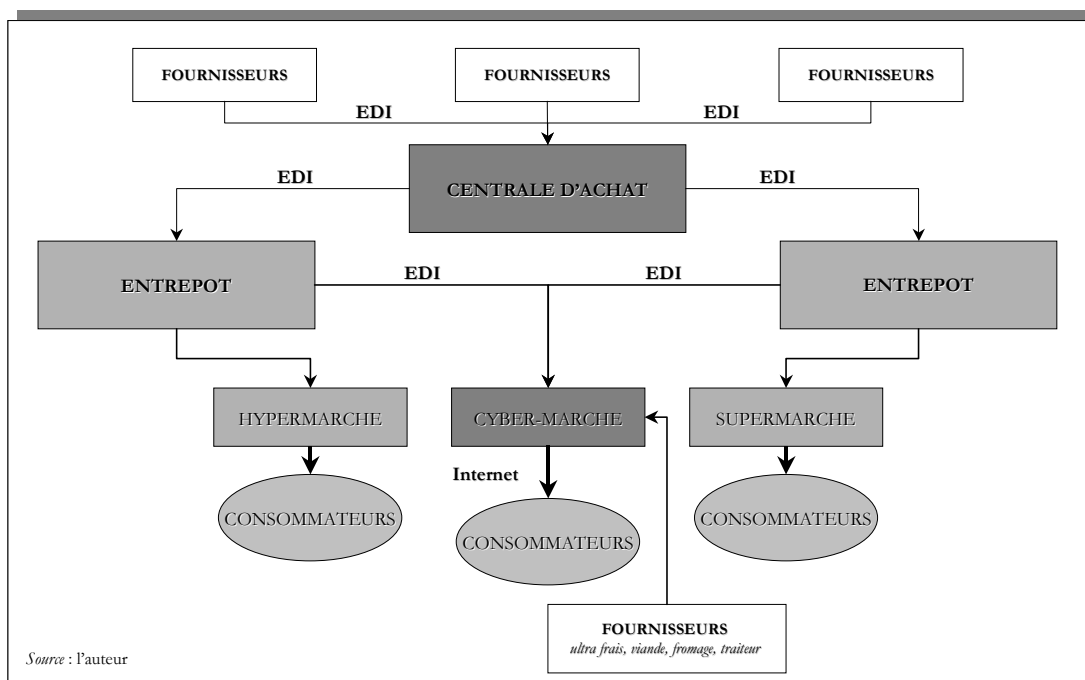 FOURNISSEURS
FOURNISSEURS
FOURNISSEURS
EDI
EDI
EDI
CENTRALE D’ACHAT
EDI
ENTREPOT
EDI
EDI
ENTREPOT
HYPERMARCHE
CYBER-MARCHE
SUPERMARCHE
Internet
CONSOMMATEURS
CONSOMMATEURS
CONSOMMATEURS
FOURNISSEURS
ultra frais, viande, fromage, traiteur
Source : l’auteur